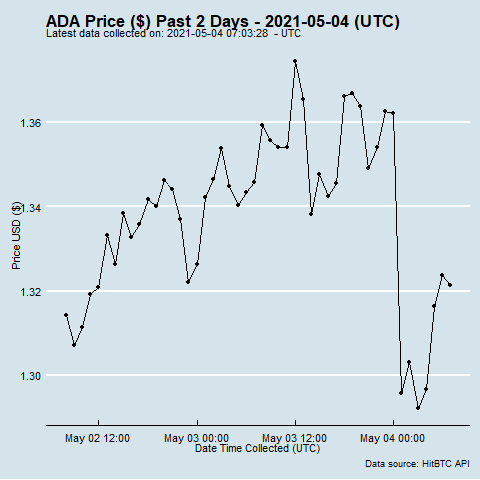 ADA Price ($) Past 2 Days - 2021-05-04 (UTC)
Latest data collected on: 2021-05-04 07:03:28 - UTC
1.36
1.34
1.32
1.30
Price USD ($)
May 02 12:00
May 03 00:00
May 03 12:00
May 04 00:00
Date Time Collected (UTC)
Data source: HitBTC API